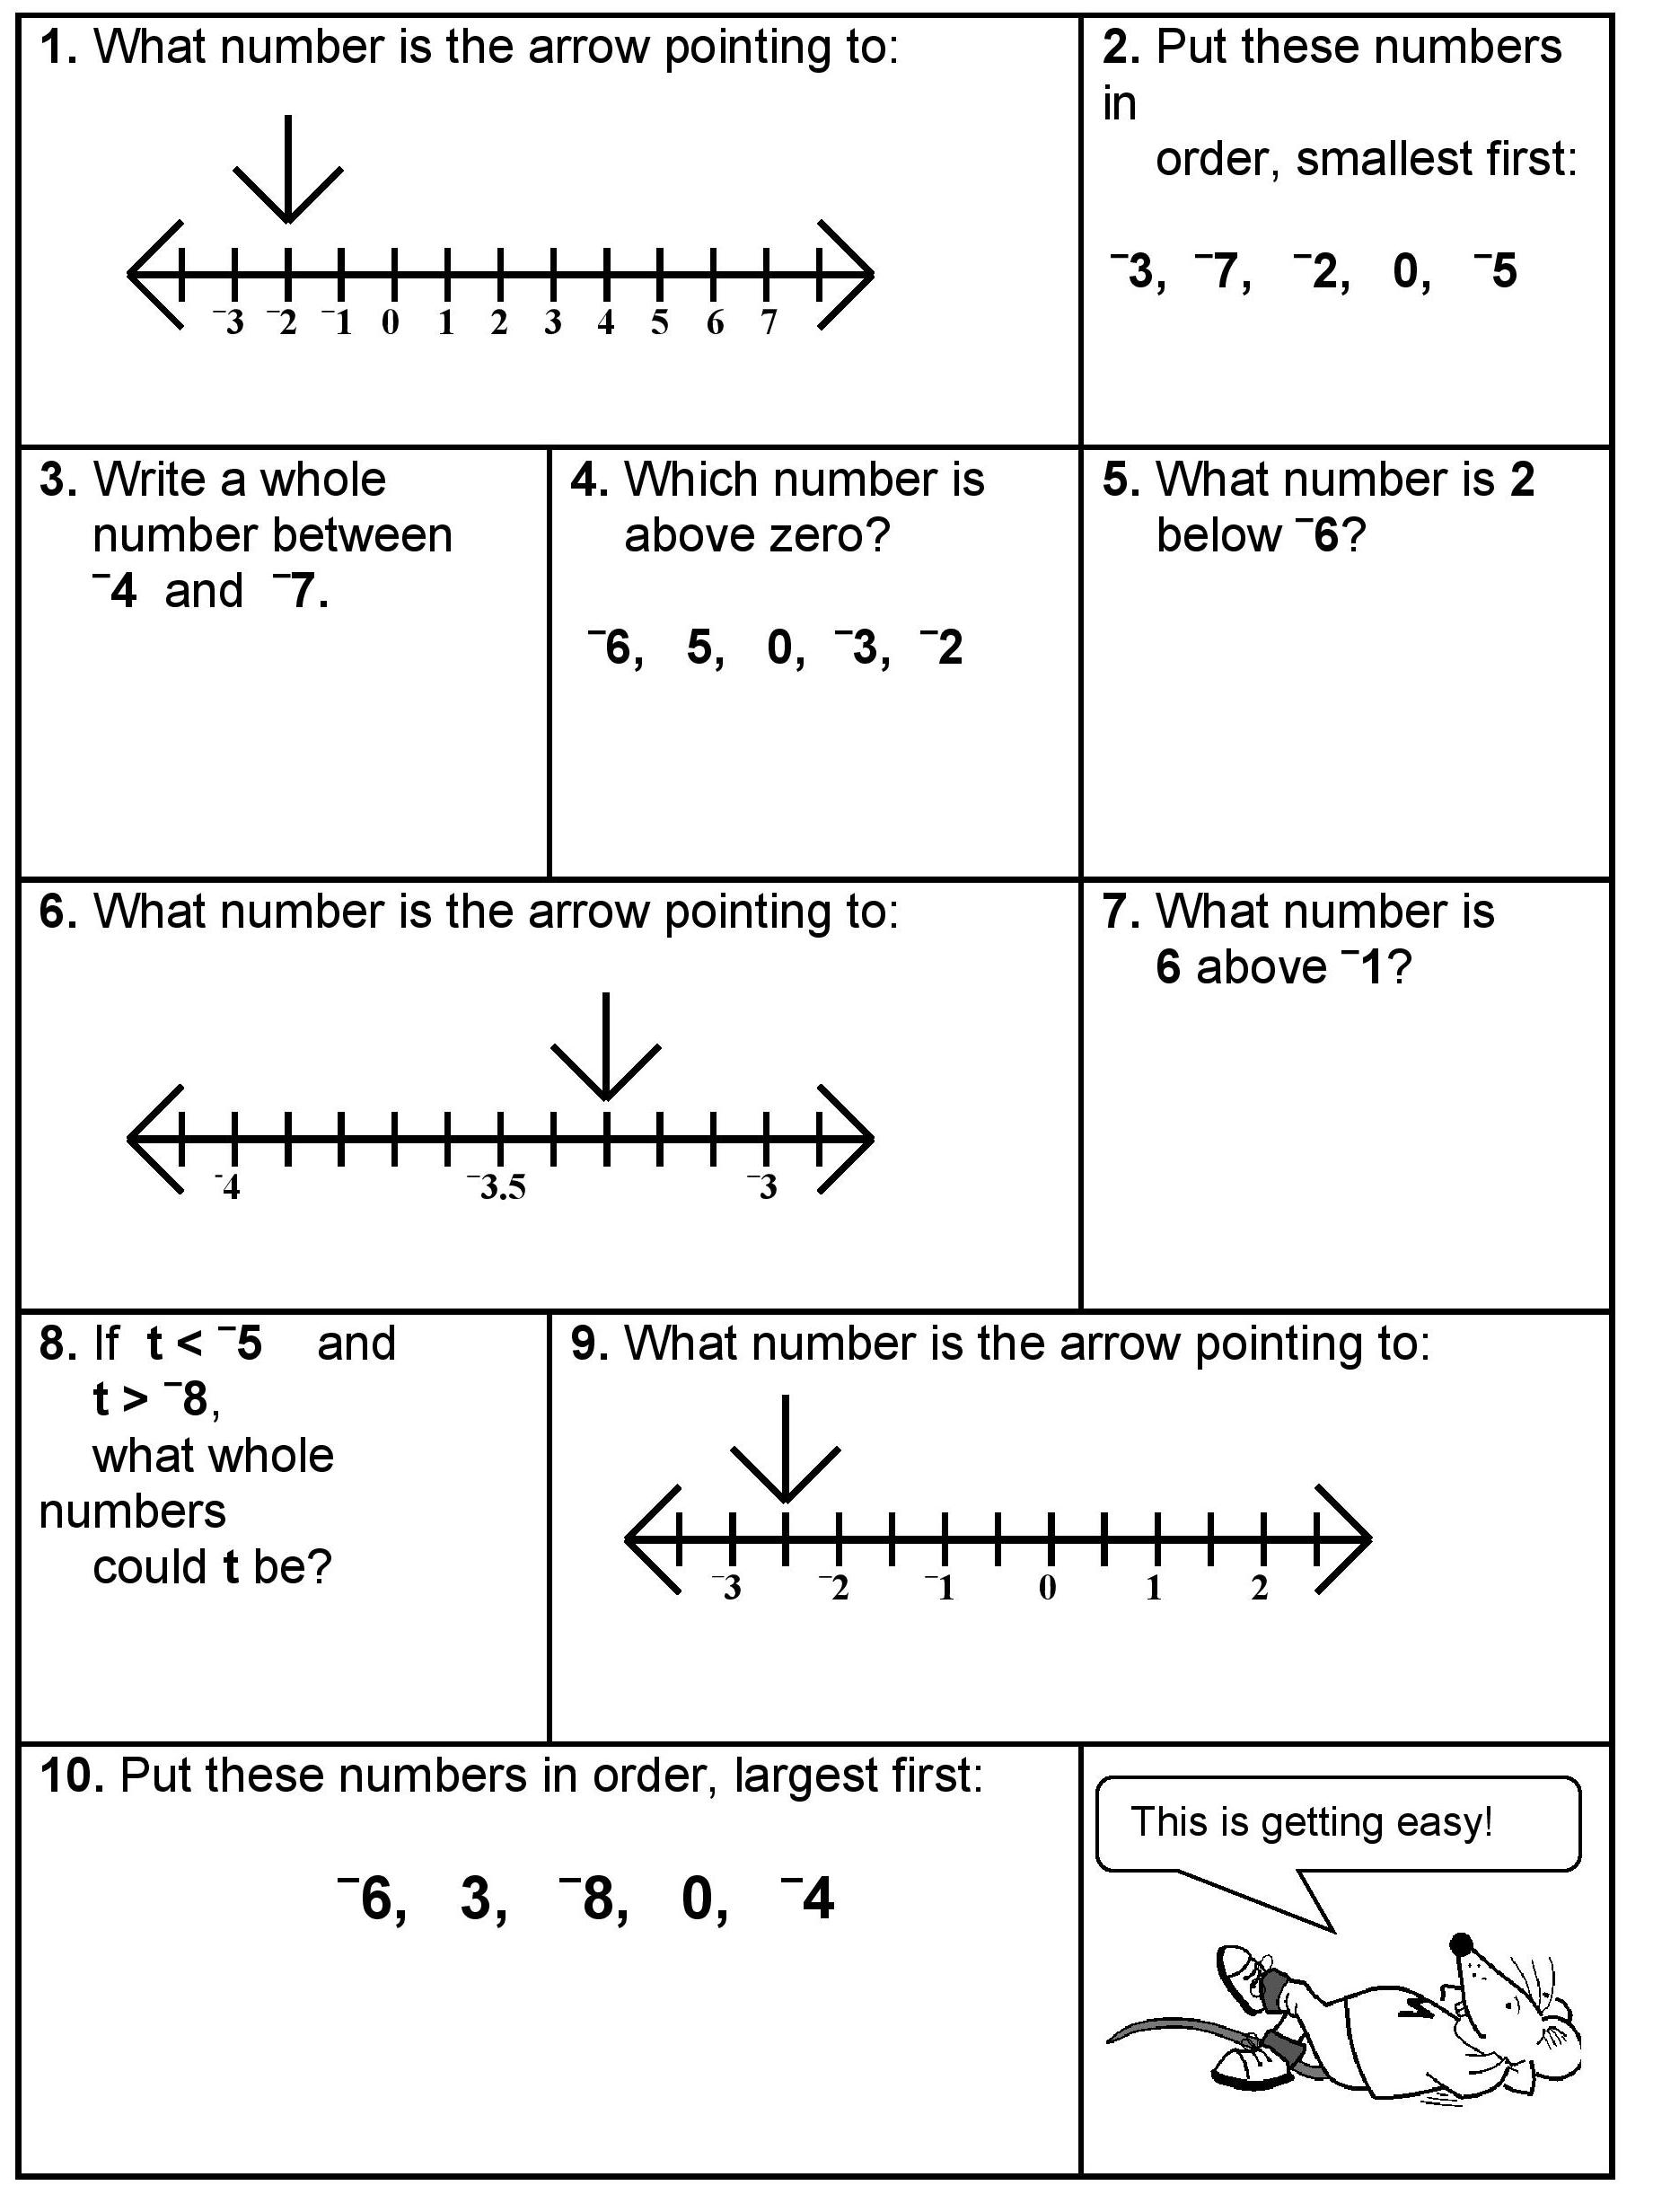 1. What number is the arrow pointing to:
⁻3 ⁻2 ⁻1 0 1 2 3 4 5 6 7
2. Put these numbers
in
order, smallest first:
⁻3, ⁻7, ⁻2, 0, ⁻5
3. Write a whole
number between
⁻4 and ⁻7.
4. Which number is
above zero?
⁻6, 5, 0, ⁻3, ⁻2
5. What number is 2
below ⁻6?
6. What number is the arrow pointing to:
⁻4 ⁻3.5 ⁻3
7. What number is
6 above ⁻1?
8. If t < ⁻5 and
t > ⁻8,
what whole
numbers
could t be?
9. What number is the arrow pointing to:
⁻3 ⁻2 ⁻1 0 1 2
10. Put these numbers in order, largest first:
⁻6, 3, ⁻8, 0, ⁻4
This is getting easy!